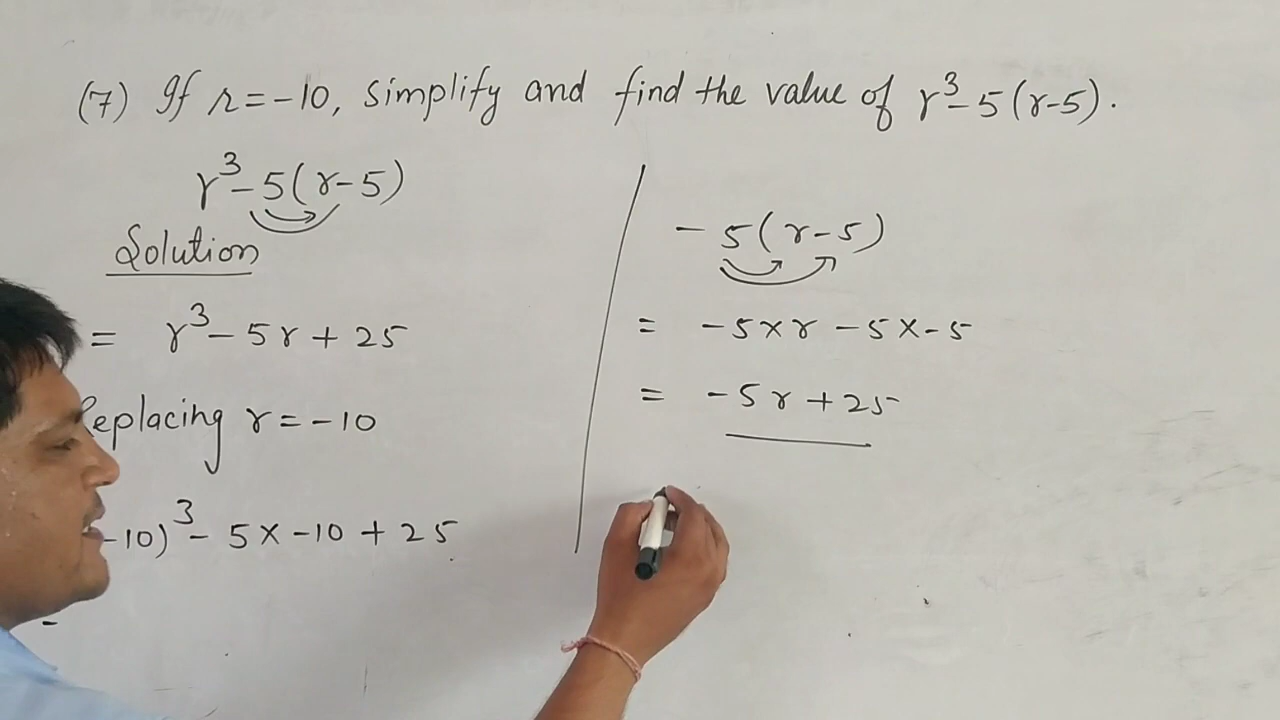 (7) If r=-10, simplify and find the value of r³-5(r-5).
r³-5(r-5)
Solution
= r³-5r+25
Replacing r=-10
-10)³-5×-10+25
-5(r-5)
= -5×r-5×-5
= -5r+25